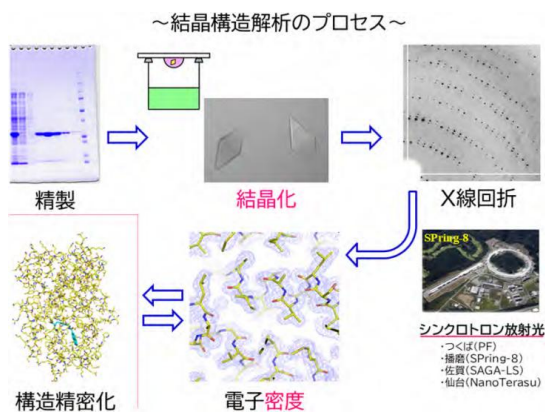 ～結晶構造解析のプロセス～
精製
結晶化
X線回折
SPring-8
シンクロトロン放射光
・つくば(PF)
・播磨(SPring-8)
・佐賀(SAGA-LS)
・仙台(NanoTerasu)
構造精密化
電子密度